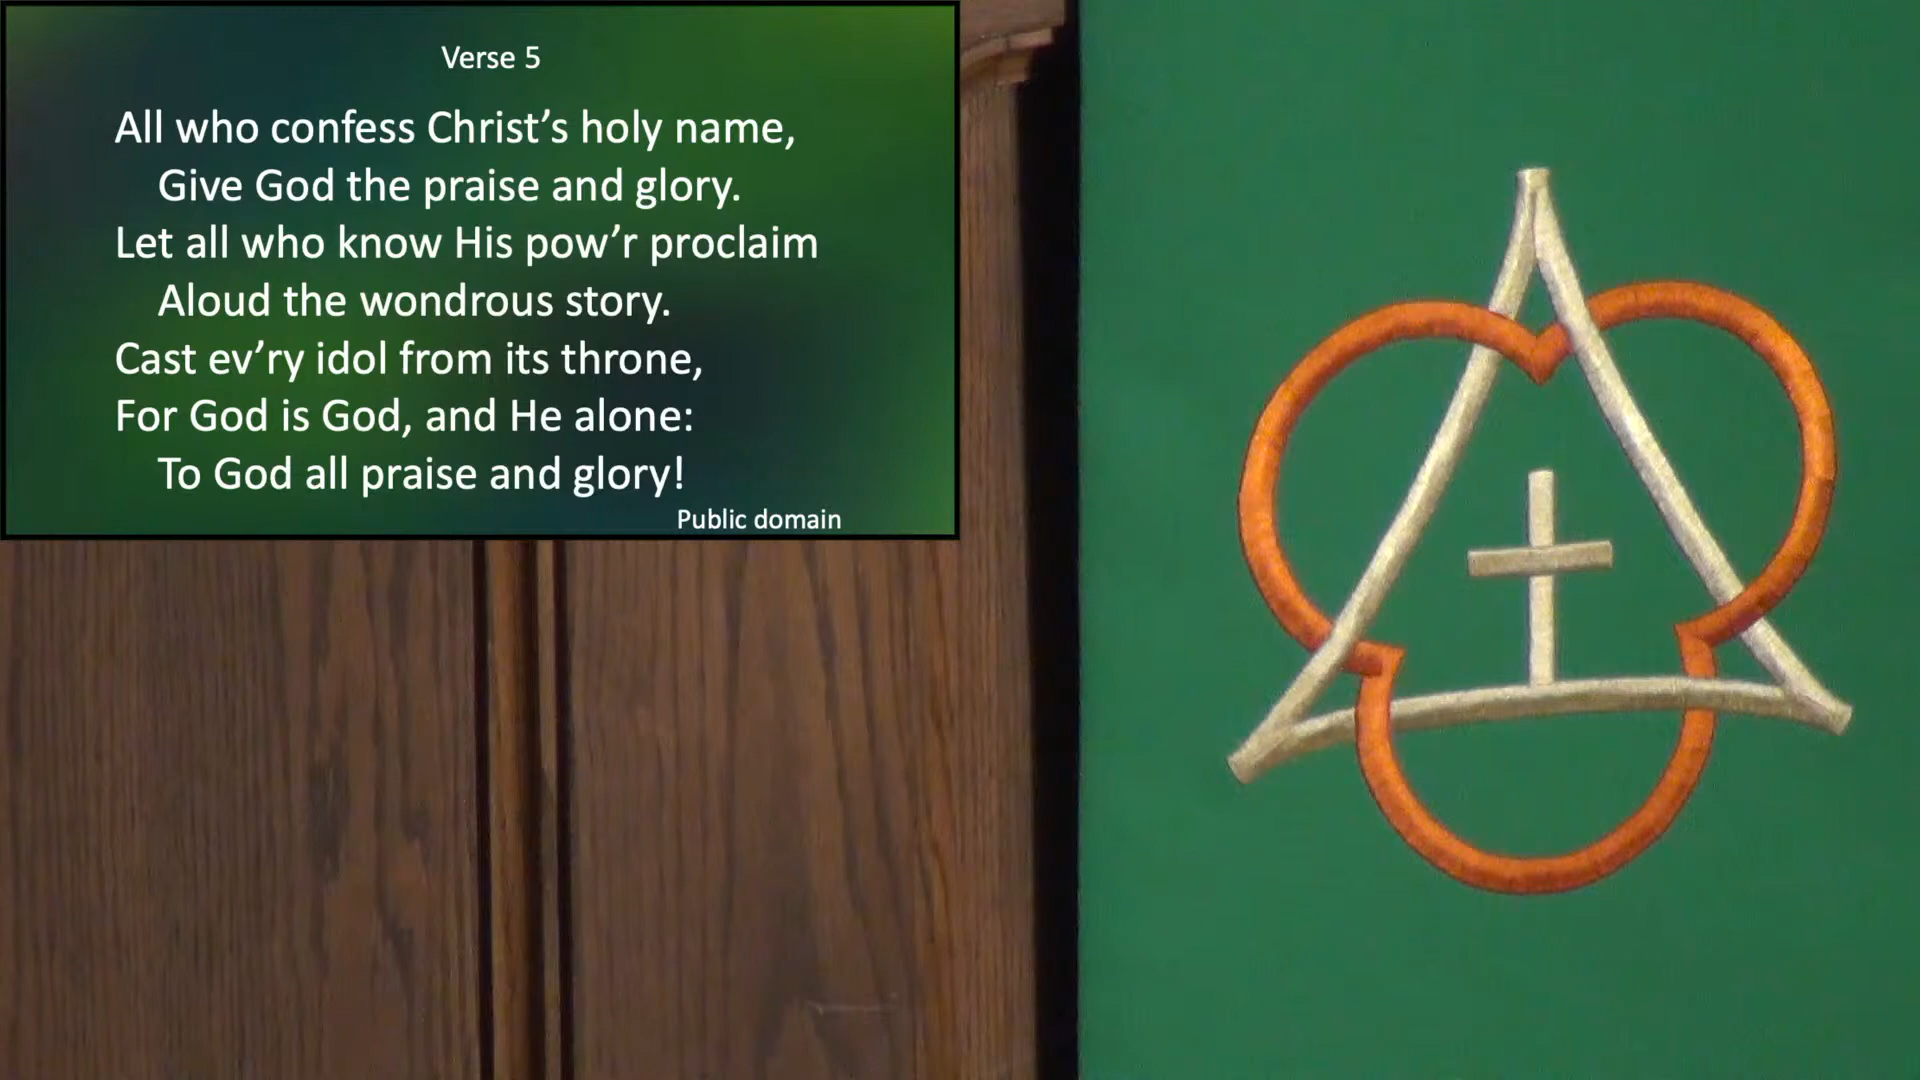 Verse 5
All who confess Christ’s holy name,
Give God the praise and glory.
Let all who know His pow’r proclaim
Aloud the wondrous story.
Cast ev’ry idol from its throne,
For God is God, and He alone:
To God all praise and glory!
Public domain